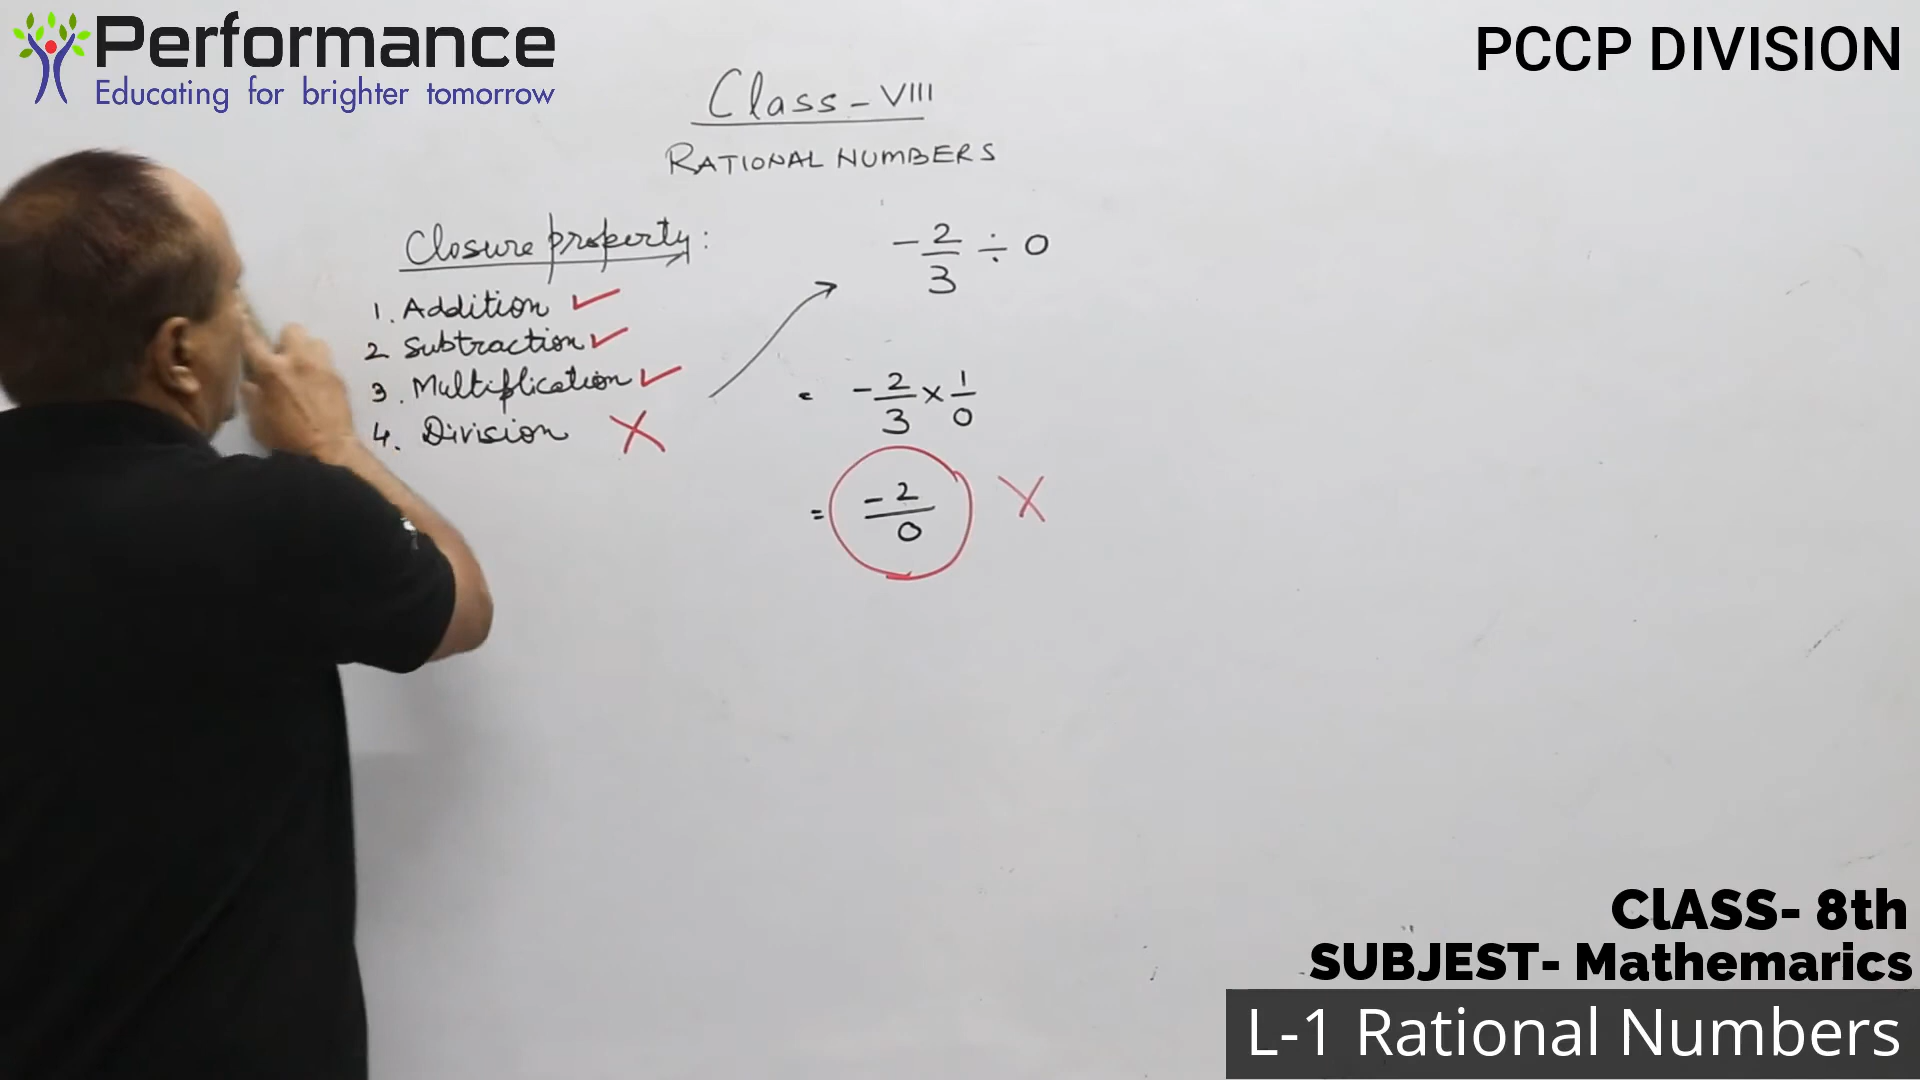 Performance
Educating for brighter tomorrow
PCCP DIVISION
Class - VIII
RATIONAL NUMBERS
Closure property:
1. Addition ✓
2 Subtraction ✓
3. Multiplication ✓
4. Division X
- 2/3 ÷ 0
= - 2/3 × 1/0
= -2/0 X
ClASS- 8th
SUBJEST- Mathemarics
L-1 Rational Numbers